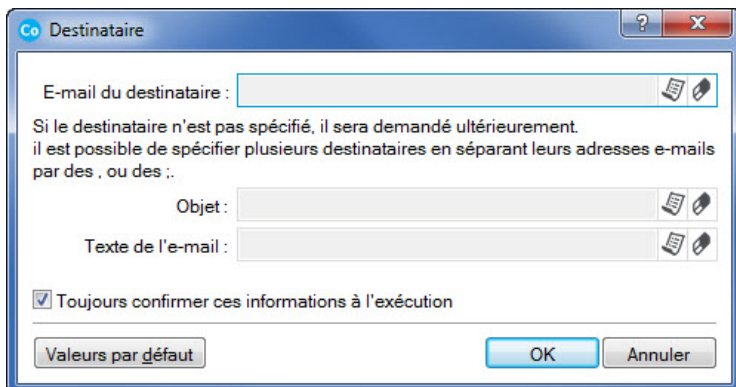 Co Destinataire
?
E-mail du destinataire :
Si le destinataire n'est pas spécifié, il sera demandé ultérieurement.
il est possible de spécifier plusieurs destinataires en séparant leurs adresses e-mails
par des , ou des ;.
Objet :
Texte de l'e-mail :
Toujours confirmer ces informations à l'exécution
Valeurs par défaut OK Annuler